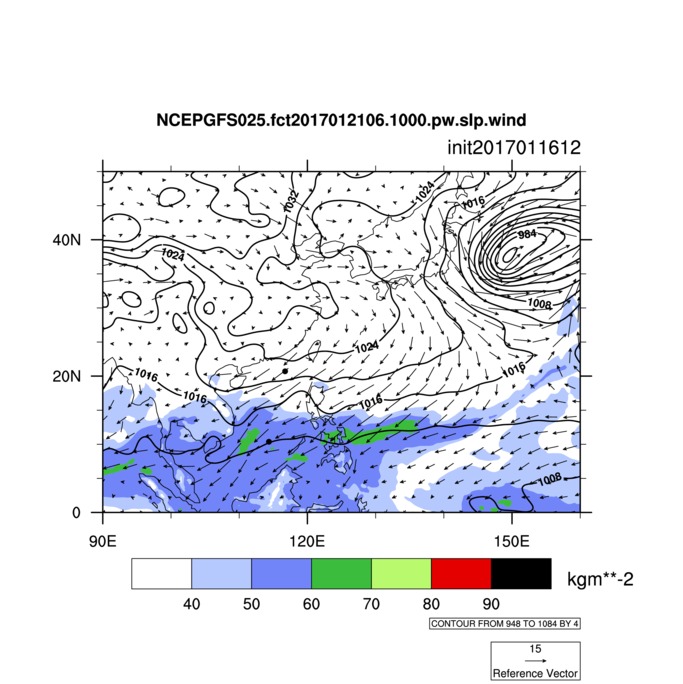 NCEPGFS025.fct2017012106.1000.pw.slp.wind
init2017011612
1032
1024
1016
984
40N
1024
1008
1024
1016
20N
1016
1016
1016
1008
0
90E
120E
150E
kgm**-2
40
50
60
70
80
90
CONTOUR FROM 948 TO 1084 BY 4
15
Reference Vector